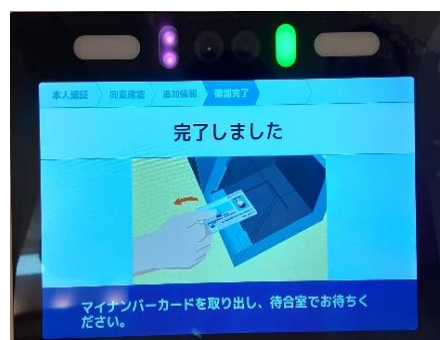 本人認証 同意確認 追加情報 確認完了
完了しました
マイナンバーカードを取り出し、待合室でお待ちく
ださい。